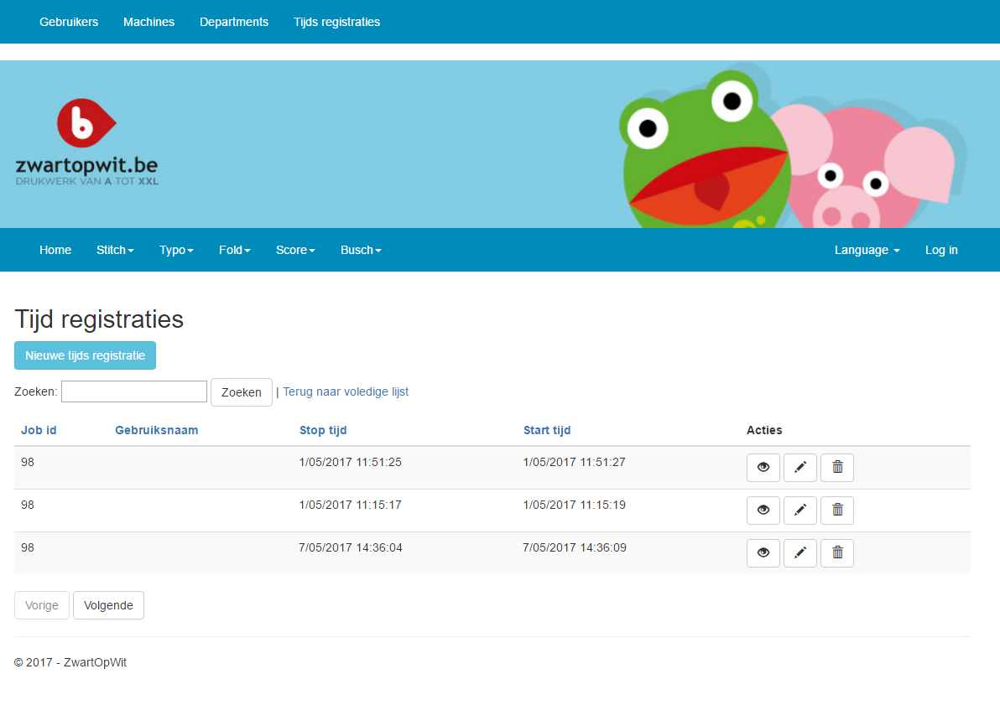 Gebruikers Machines Departments Tijds registraties
b
zwartopwit.be
DRUKWERK VAN A TOT XXL
Home Stitch Typo Fold Score Busch Language Log in
Tijd registraties
Nieuwe tijds registratie
Zoeken: Zoeken | Terug naar voledige lijst
Job id Gebruiksnaam Stop tijd Start tijd Acties
98 1/05/2017 11:51:25 1/05/2017 11:51:27
98 1/05/2017 11:15:17 1/05/2017 11:15:19
98 7/05/2017 14:36:04 7/05/2017 14:36:09
Vorige Volgende
© 2017 - ZwartOpWit